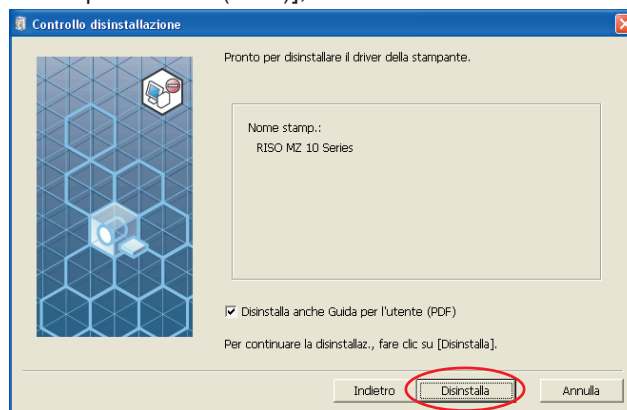 Controllo disinstallazione
Pronto per disinstallare il driver della stampante.
Nome stamp.:
RISO MZ 10 Series
Disinstalla anche Guida per l'utente (PDF)
Per continuare la disinstallaz., fare clic su [Disinstalla].
Indietro
Disinstalla
Annulla